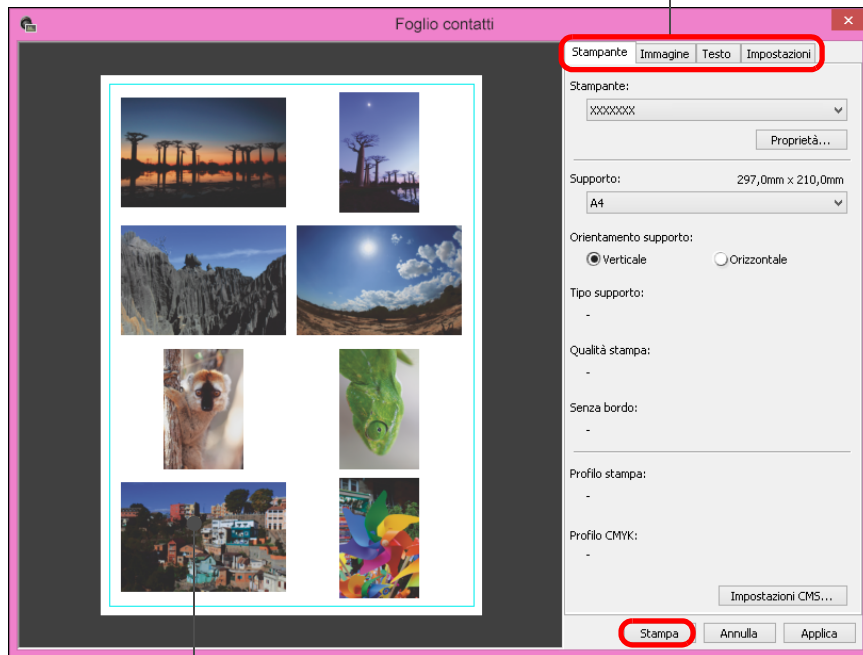 Foglio contatti
Stampante Immagine Testo Impostazioni
Stampante:
XXXXXXX
Proprietà...
Supporto: 297,0mm x 210,0mm
A4
Orientamento supporto:
Verticale Orizzontale
Tipo supporto:
-
Qualità stampa:
-
Senza bordo:
-
Profilo stampa:
-
Profilo CMYK:
-
Impostazioni CMS...
Stampa Annulla Applica